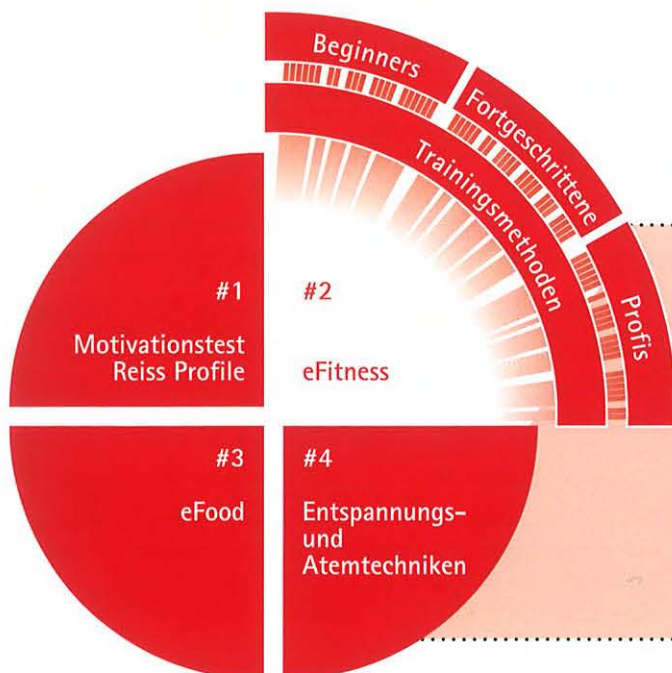 Beginners
Fortgeschrittene
Profis
Trainingsmethoden
#1
Motivationstest
Reiss Profile
#2
eFitness
#3
eFood
#4
Entspannungs-
und
Atemtechniken